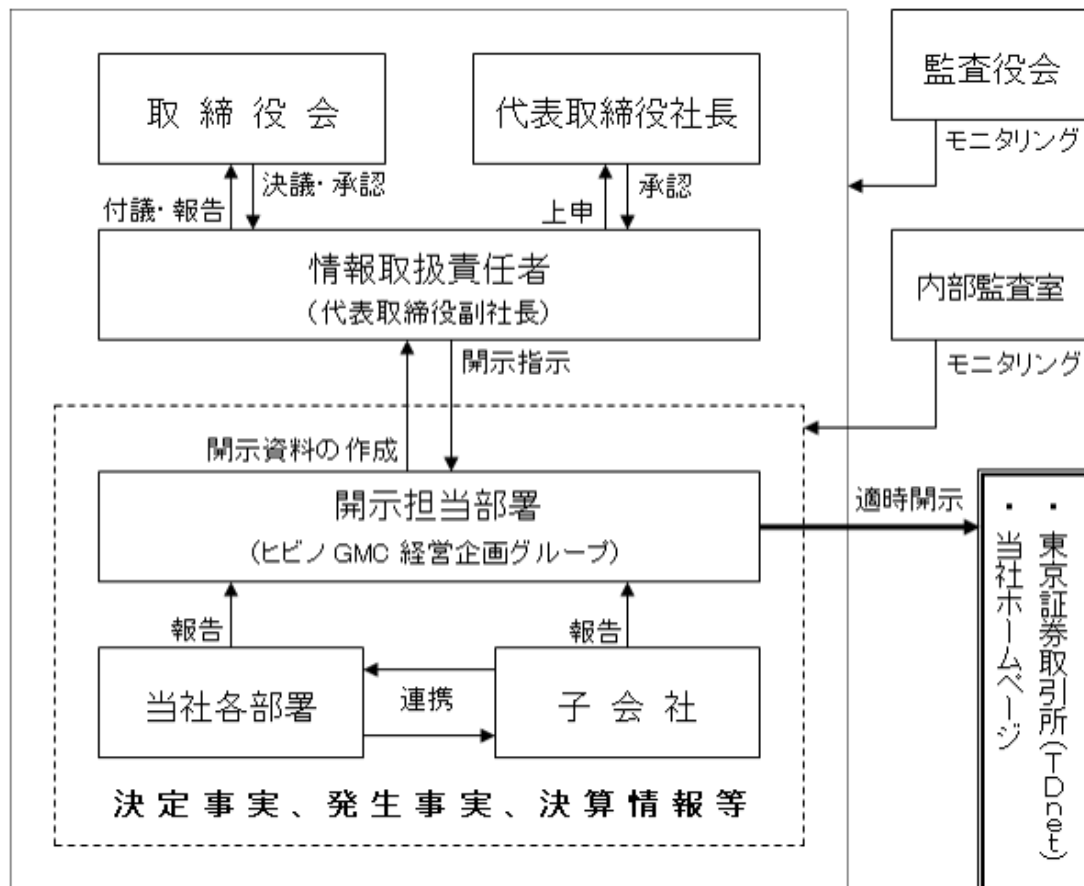 取締役会
代表取締役社長
監査役会
モニタリング
決議・承認
付議・報告
承認
上申
情報取扱責任者
(代表取締役副社長)
内部監査室
モニタリング
開示指示
開示資料の作成
開示担当部署
(ヒビノGMC 経営企画グループ)
適時開示
・東京証券取引所(TDnet)
・当社ホームページ
報告
報告
当社各部署
連携
子会社
決定事実、発生事実、決算情報等